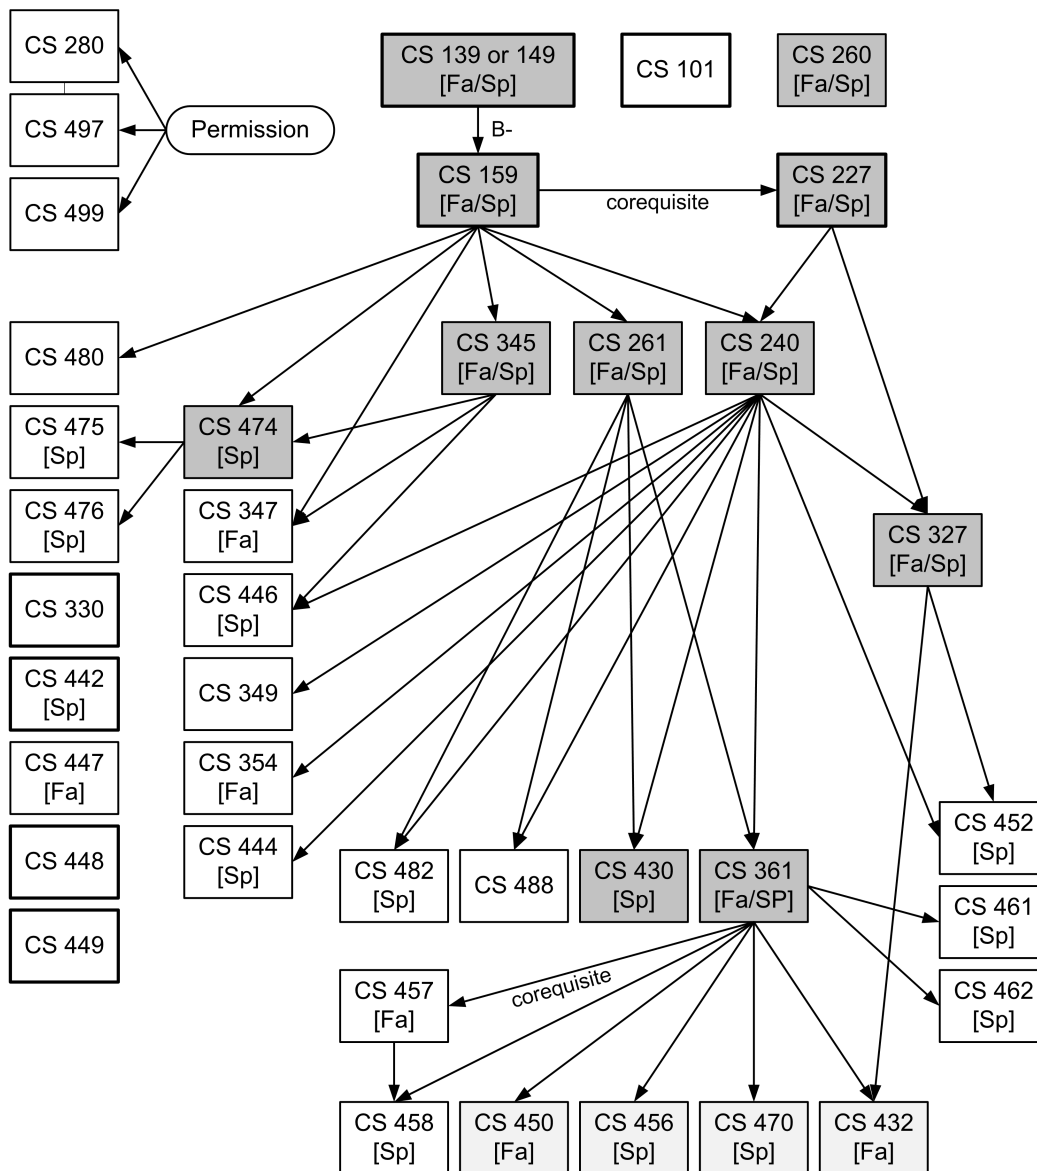 CS 280
CS 497
CS 499
Permission
CS 139 or 149
[Fa/Sp]
CS 101
CS 260
[Fa/Sp]
B-
CS 159
[Fa/Sp]
corequisite
CS 227
[Fa/Sp]
CS 480
CS 345
[Fa/Sp]
CS 261
[Fa/Sp]
CS 240
[Fa/Sp]
CS 475
[Sp]
CS 474
[Sp]
CS 476
[Sp]
CS 347
[Fa]
CS 327
[Fa/Sp]
CS 330
CS 446
[Sp]
CS 442
[Sp]
CS 349
CS 447
[Fa]
CS 354
[Fa]
CS 448
CS 444
[Sp]
CS 452
[Sp]
CS 482
[Sp]
CS 488
CS 430
[Sp]
CS 361
[Fa/SP]
CS 461
[Sp]
CS 449
CS 457
[Fa]
corequisite
CS 462
[Sp]
CS 458
[Sp]
CS 450
[Fa]
CS 456
[Sp]
CS 470
[Sp]
CS 432
[Fa]